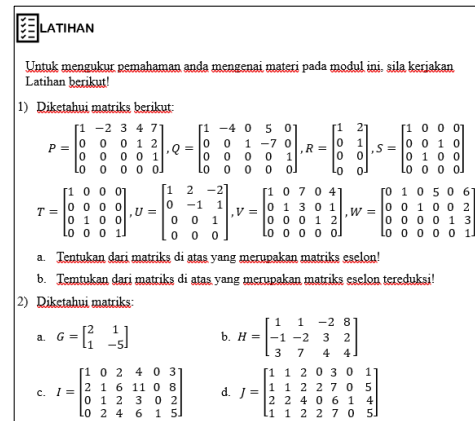 LATIHAN
Untuk mengukur pemahaman anda mengenai materi pada modul ini, sila kerjakan
Latihan berikut!
1) Diketahui matriks berikut:
P = [1 -2 3 4 7; 0 0 0 1 2; 0 0 0 0 1; 0 0 0 0 0], Q = [1 -4 0 5 0; 0 0 1 -7 0; 0 0 0 0 1; 0 0 0 0 0], R = [1 2; 0 1; 0 0; 0 0], S = [1 0 0 0; 0 0 1 0; 0 1 0 0; 0 0 0 0]
T = [1 0 0 0; 0 0 0 0; 0 1 0 0; 0 0 0 1], U = [1 2 -2; 0 -1 1; 0 0 1; 0 0 0], V = [1 0 7 0 4; 0 1 3 0 1; 0 0 0 1 2; 0 0 0 0 0], W = [0 1 0 5 0 6; 0 0 1 0 0 2; 0 0 0 0 1 3; 0 0 0 0 0 1]
a. Tentukan dari matriks di atas yang merupakan matriks eselon!
b. Temtukan dari matriks di atas yang merupakan matriks eselon tereduksi!
2) Diketahui matriks:
a. G = [2 1; 1 -5] b. H = [1 1 -2 8; -1 -2 3 2; 3 7 4 4]
c. I = [1 0 2 4 0 3; 2 1 6 11 0 8; 0 1 2 3 0 2; 0 2 4 6 1 5] d. J = [1 1 2 0 3 0 1; 1 1 2 2 7 0 5; 2 2 4 0 6 1 4; 1 1 2 2 7 0 5]